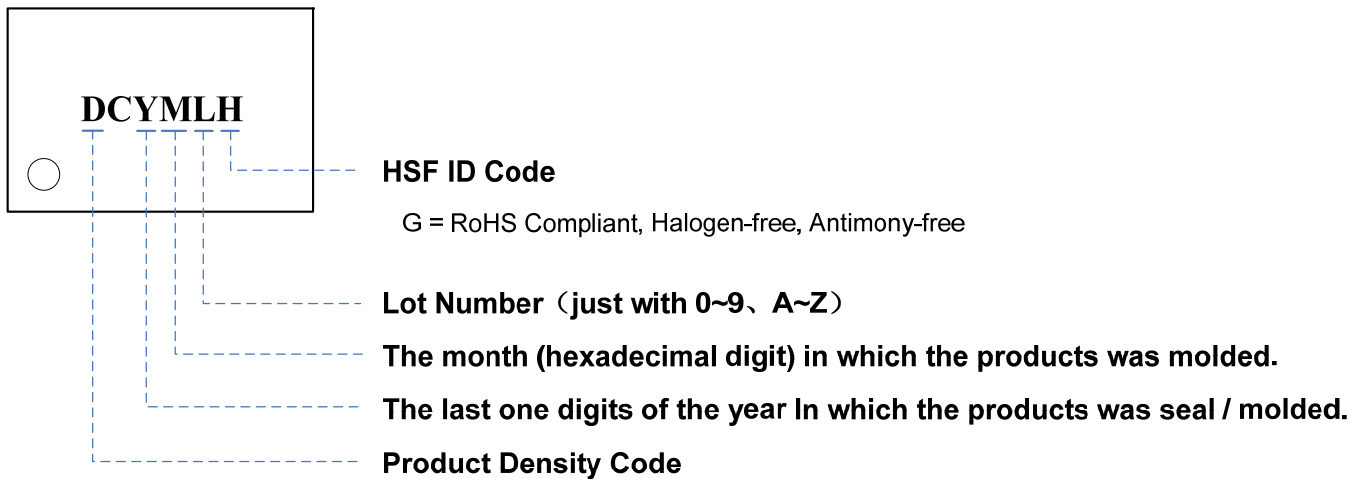 DCYMLH
HSF ID Code
G = RoHS Compliant, Halogen-free, Antimony-free
Lot Number（just with 0~9、A~Z）
The month (hexadecimal digit) in which the products was molded.
The last one digits of the year In which the products was seal / molded.
Product Density Code